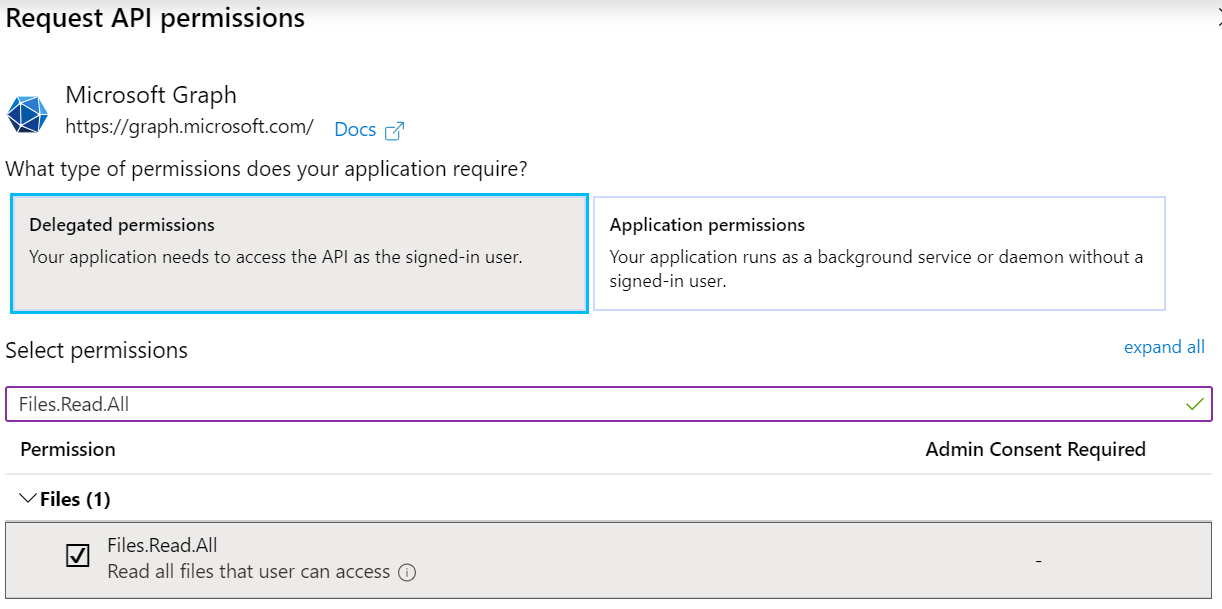 Request API permissions
Microsoft Graph
https://graph.microsoft.com/ Docs
What type of permissions does your application require?
Delegated permissions
Your application needs to access the API as the signed-in user.
Application permissions
Your application runs as a background service or daemon without a
signed-in user.
Select permissions
expand all
Files.Read.All
Permission
Admin Consent Required
Files (1)
Files.Read.All
Read all files that user can access
-